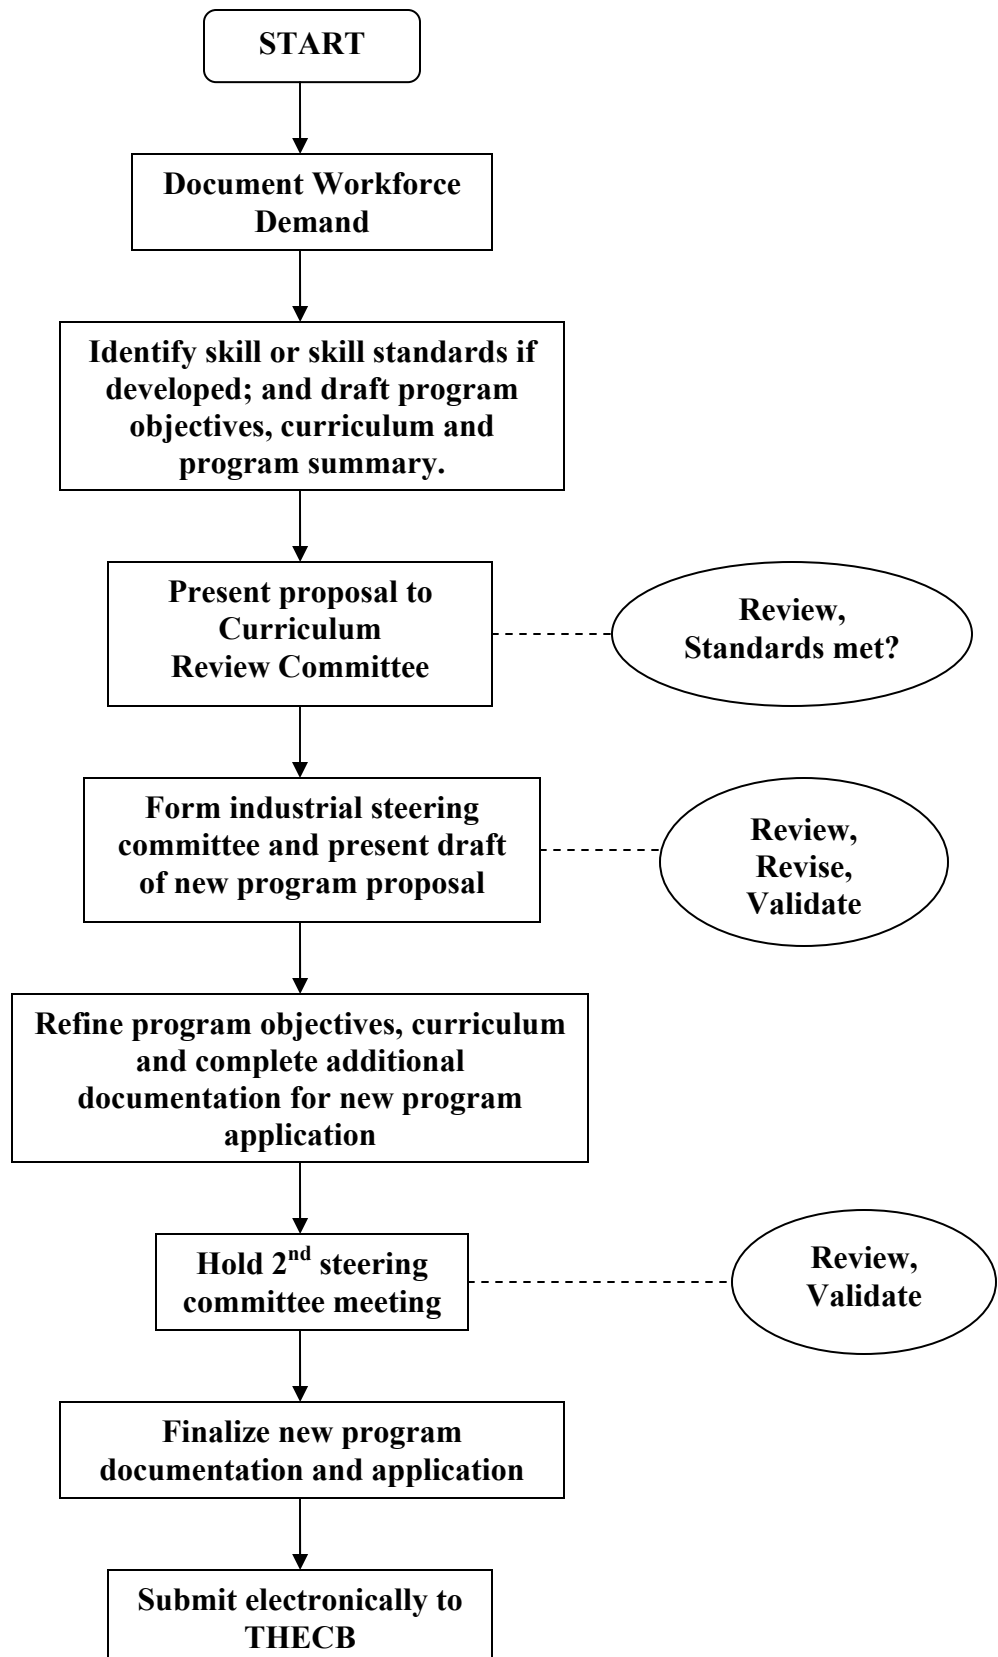 START
Document Workforce
Demand
Identify skill or skill standards if
developed; and draft program
objectives, curriculum and
program summary.
Present proposal to
Curriculum
Review Committee
Review,
Standards met?
Form industrial steering
committee and present draft
of new program proposal
Review,
Revise,
Validate
Refine program objectives, curriculum
and complete additional
documentation for new program
application
Hold 2nd steering
committee meeting
Review,
Validate
Finalize new program
documentation and application
Submit electronically to
THECB